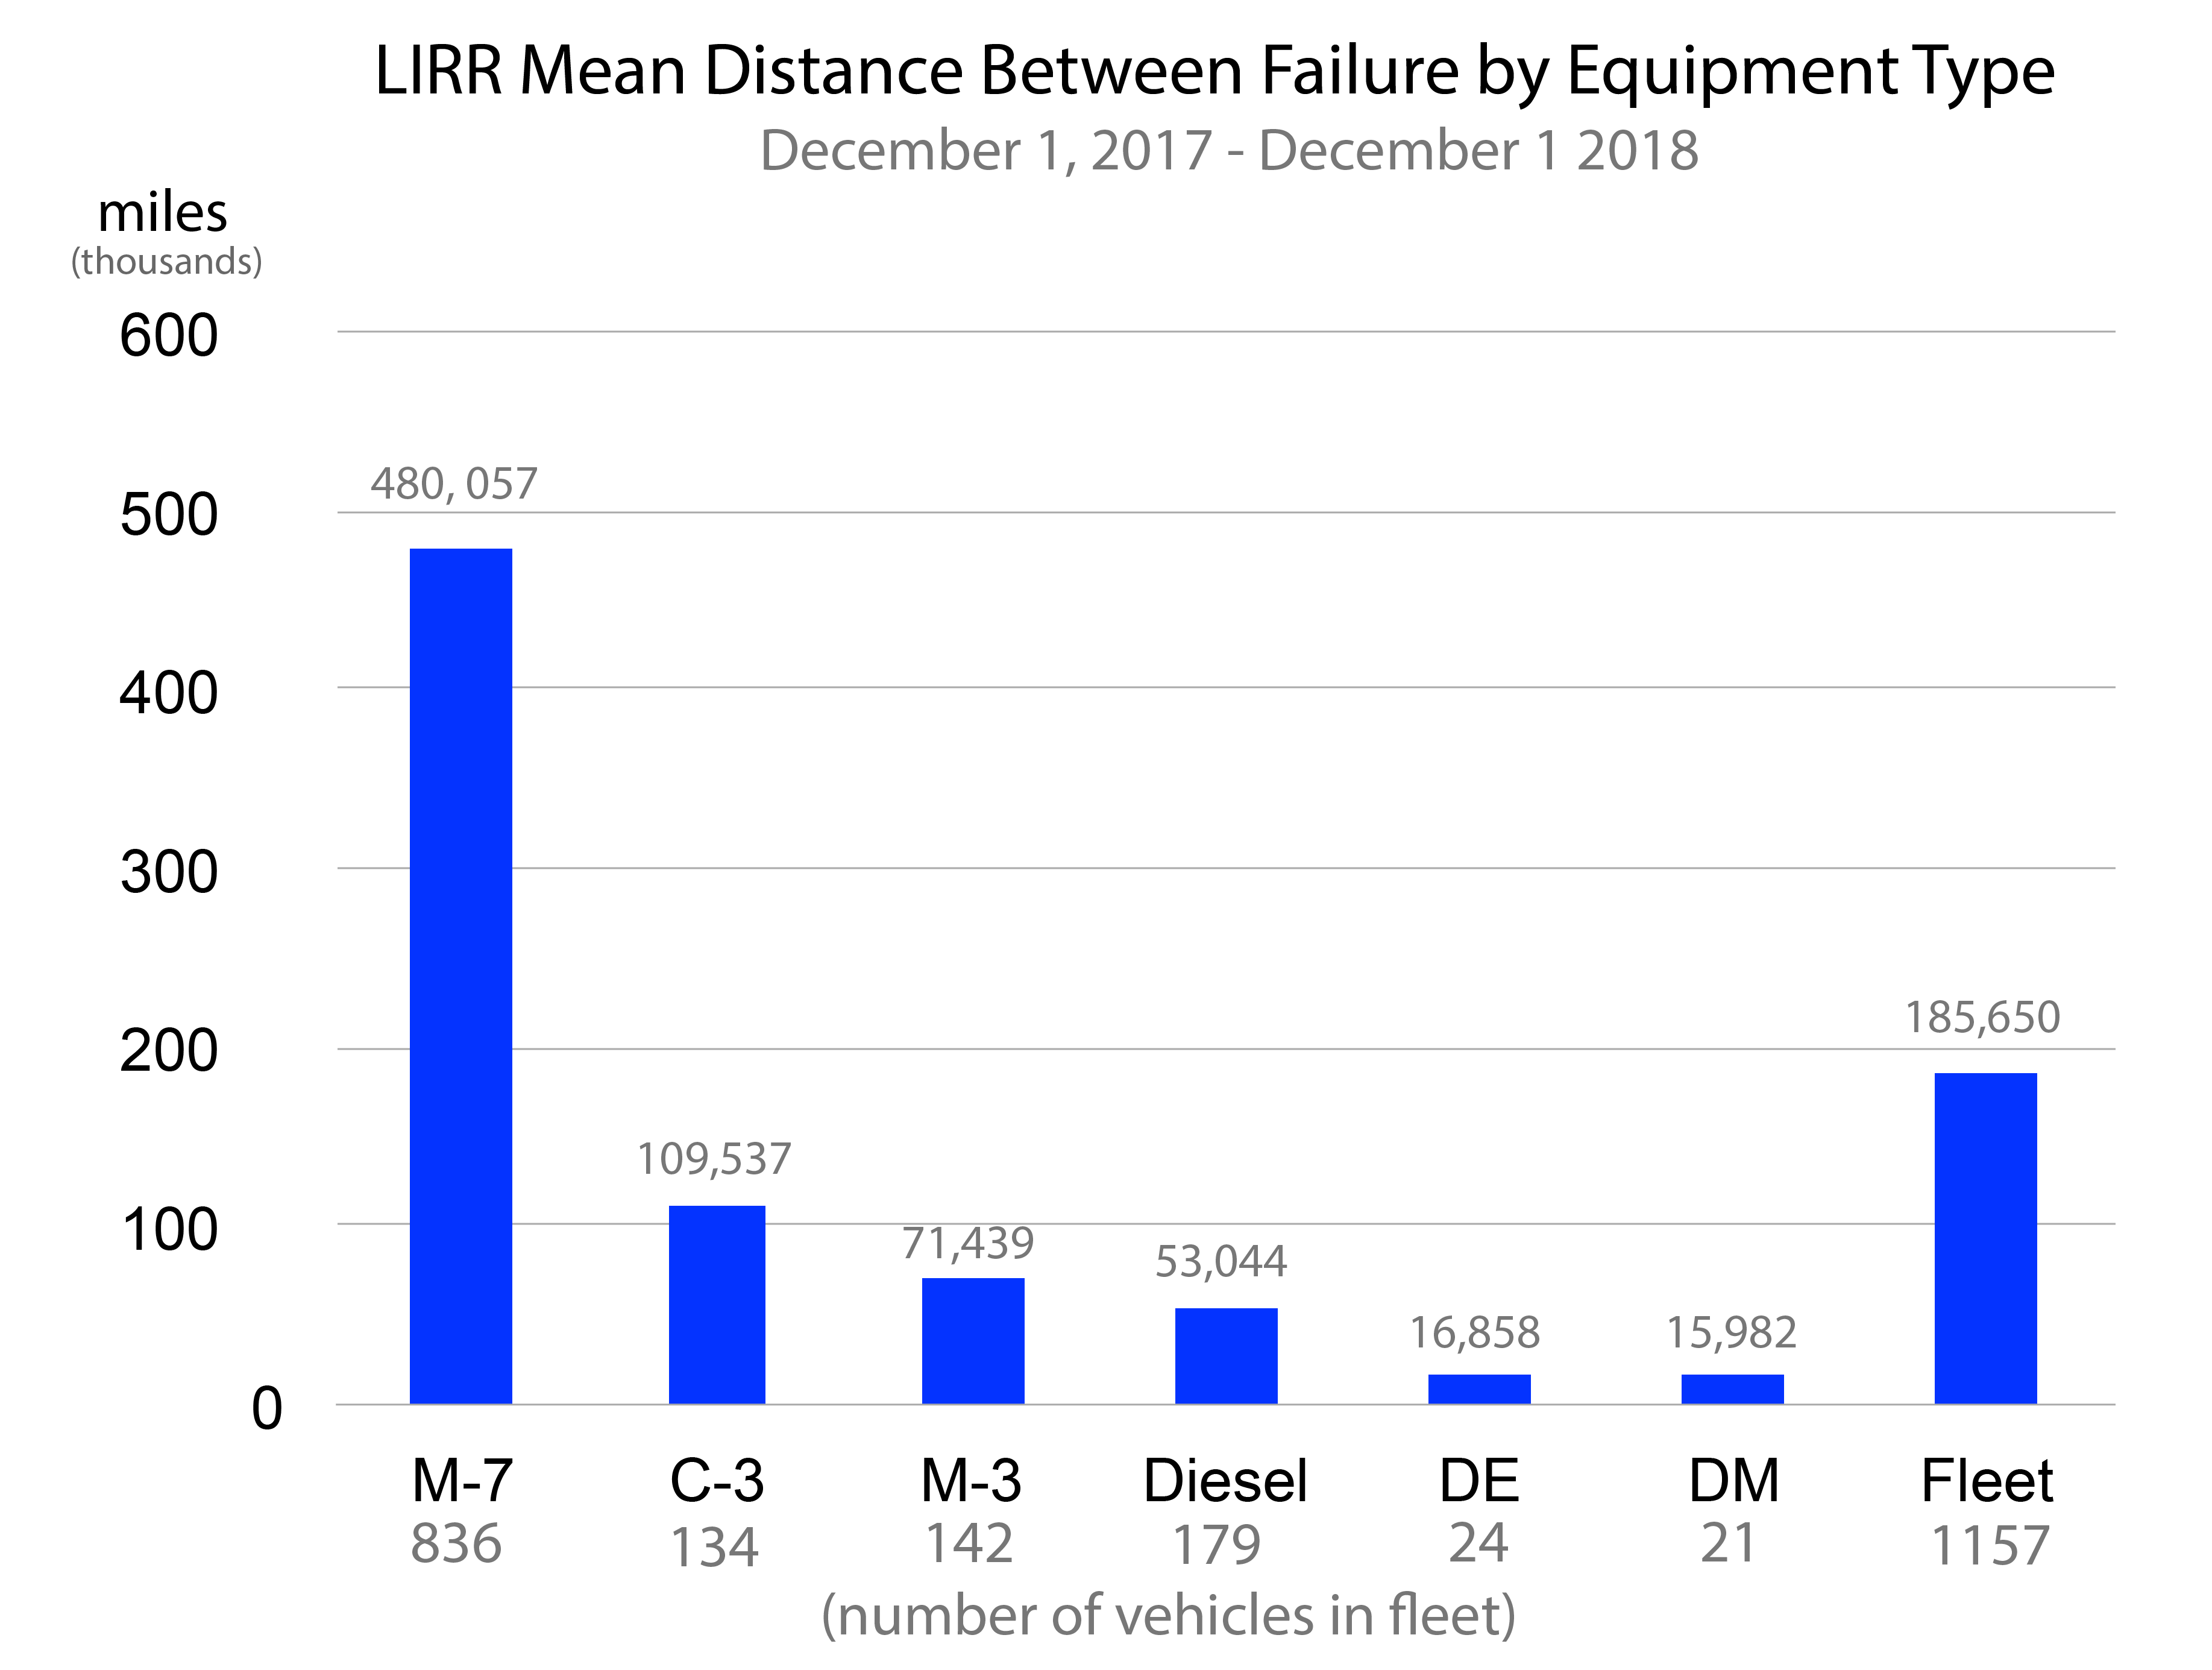 LIRR Mean Distance Between Failure by Equipment Type
December 1, 2017 - December 1 2018
miles
(thousands)
600
480, 057
500
400
300
185,650
200
109,537
100
71,439
53,044
16,858
15,982
0
M-7 C-3 M-3 Diesel DE DM Fleet
836 134 142 179 24 21 1157
(number of vehicles in fleet)